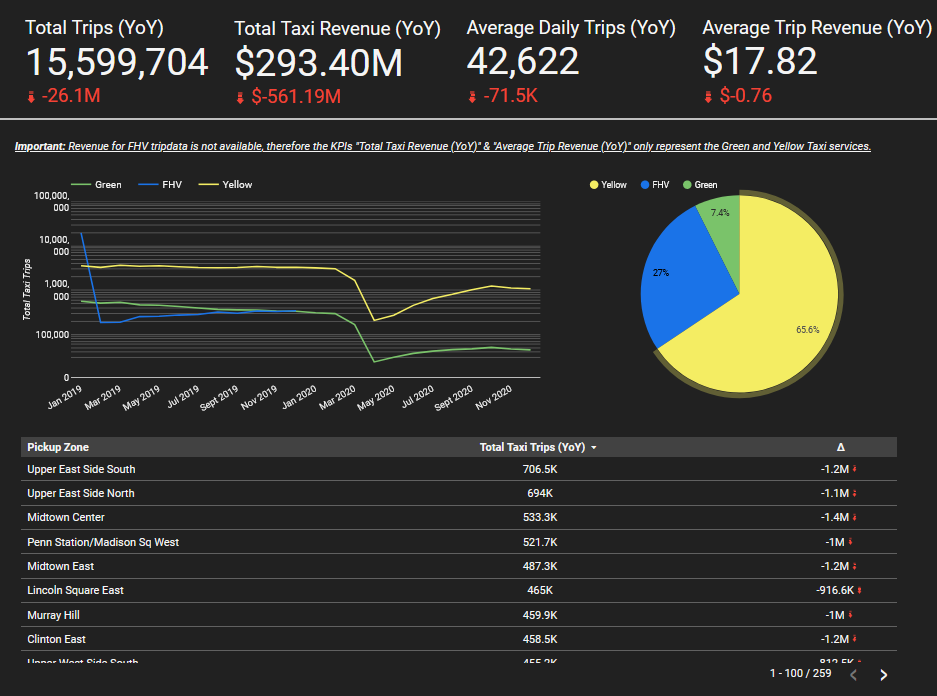 Total Trips (YoY)
15,599,704
-26.1M
Total Taxi Revenue (YoY)
$293.40M
$-561.19M
Average Daily Trips (YoY)
42,622
-71.5K
Average Trip Revenue (YoY)
$17.82
$-0.76
Important: Revenue for FHV tripdata is not available, therefore the KPIs "Total Taxi Revenue (YoY)" & "Average Trip Revenue (YoY)" only represent the Green and Yellow Taxi services.
Green FHV Yellow
Total Taxi Trips
100,000,
000
10,000,
000
1,000,
000
100,000
0
Jan 2019
Mar 2019
May 2019
Jul 2019
Sept 2019
Nov 2019
Jan 2020
Mar 2020
May 2020
Jul 2020
Sept 2020
Nov 2020
Yellow FHV Green
7.4%
27%
65.6%
Pickup Zone Total Taxi Trips (YoY) Δ
Upper East Side South 706.5K -1.2M
Upper East Side North 694K -1.1M
Midtown Center 533.3K -1.4M
Penn Station/Madison Sq West 521.7K -1M
Midtown East 487.3K -1.2M
Lincoln Square East 465K -916.6K
Murray Hill 459.9K -1M
Clinton East 458.5K -1.2M
Upper West Side South
1 - 100 / 259